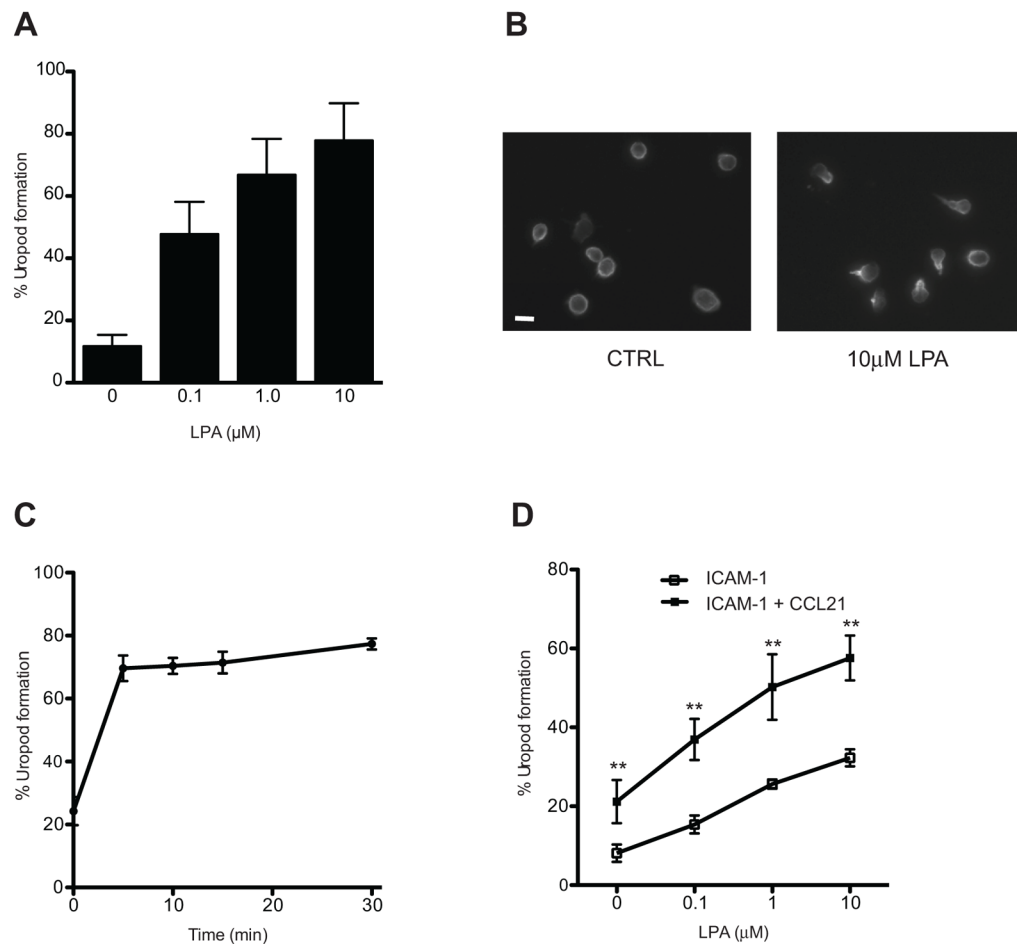 A
100
80
60
40
20
0
% Uropod formation
0 0.1 1.0 10
LPA (µM)
B
CTRL
10µM LPA
C
100
80
60
40
20
0
% Uropod formation
0 10 20 30
Time (min)
D
80
60
40
20
0
% Uropod formation
ICAM-1
ICAM-1 + CCL21
**
**
**
**
0 0.1 1 10
LPA (µM)